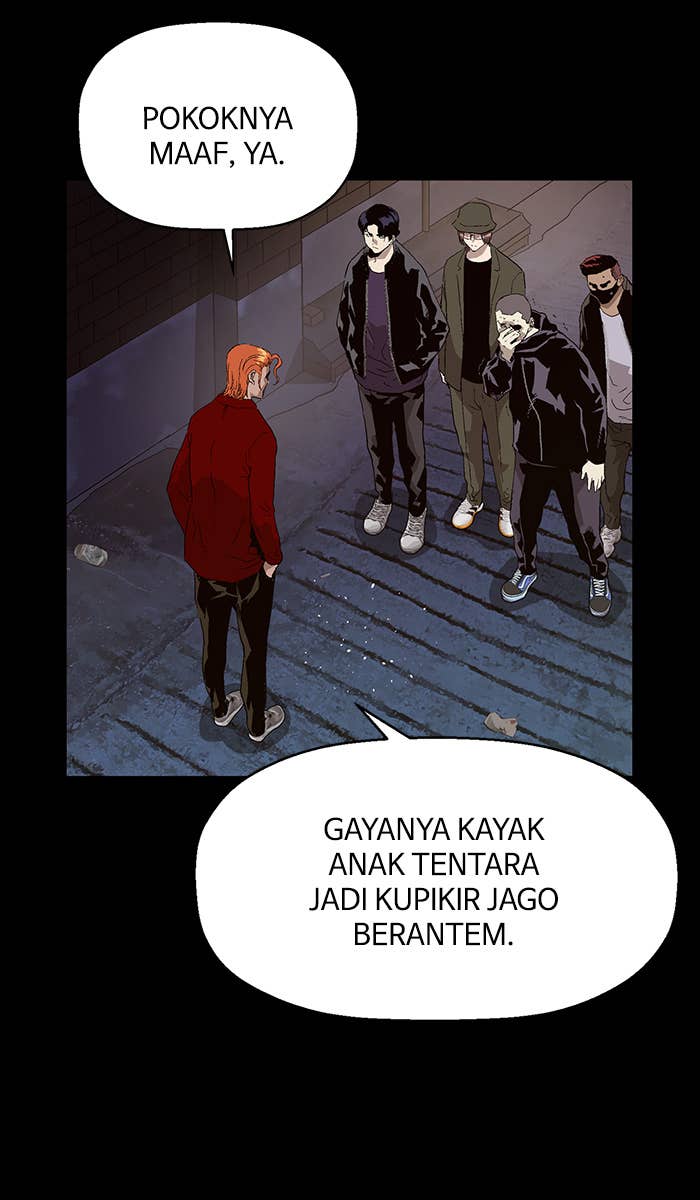 POKOKNYA
MAAF, YA.
GAYANYA KAYAK
ANAK TENTARA
JADI KUPIKIR JAGO
BERANTEM.